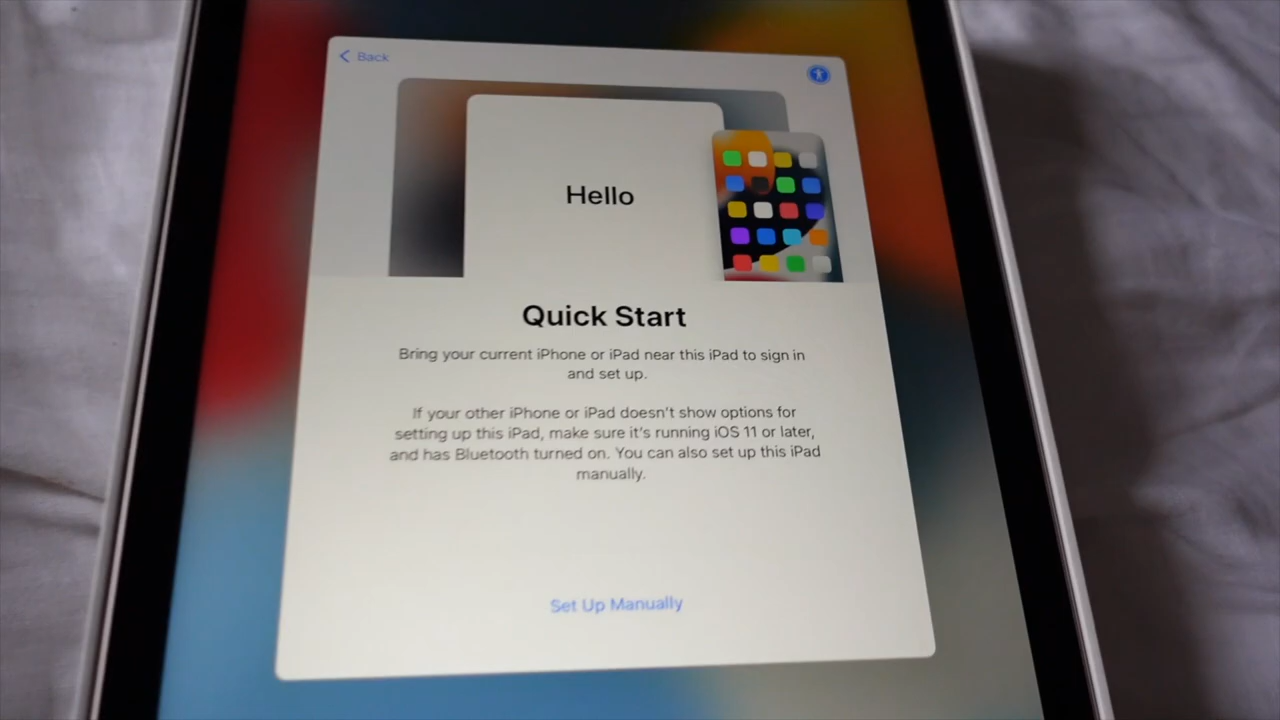 Back
Hello
Quick Start
Bring your current iPhone or iPad near this iPad to sign in
and set up.
If your other iPhone or iPad doesn't show options for
setting up this iPad, make sure it's running iOS 11 or later,
and has Bluetooth turned on. You can also set up this iPad
manually.
Set Up Manually